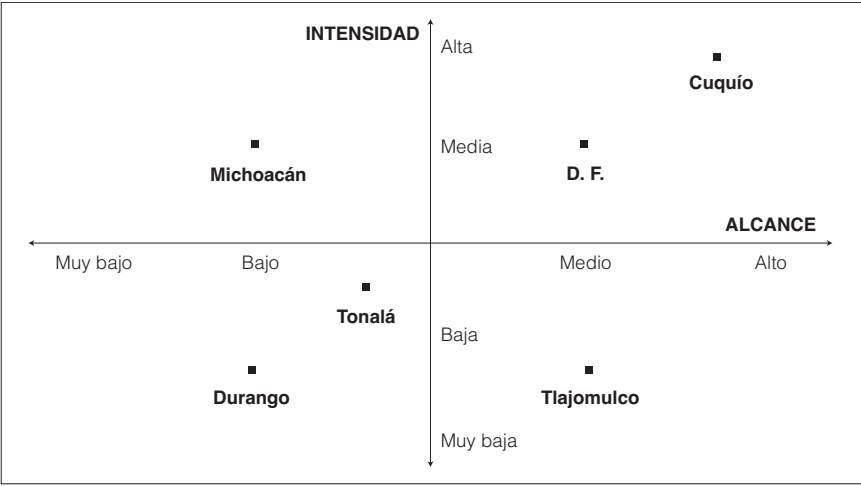 INTENSIDAD
Alta
Cuquío
Media
Michoacán
D. F.
ALCANCE
Muy bajo
Bajo
Medio
Alto
Tonalá
Baja
Durango
Tlajomulco
Muy baja